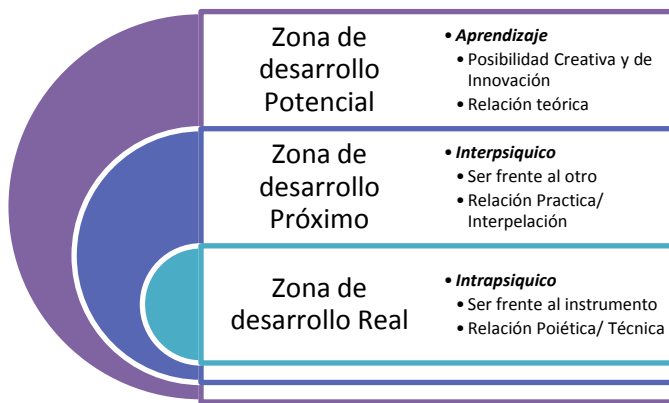 Zona de
desarrollo
Potencial
• Aprendizaje
• Posibilidad Creativa y de
Innovación
• Relación teórica
Zona de
desarrollo
Próximo
• Interpsiquico
• Ser frente al otro
• Relación Practica/
Interpelación
Zona de
desarrollo Real
• Intrapsiquico
• Ser frente al instrumento
• Relación Poiética/ Técnica